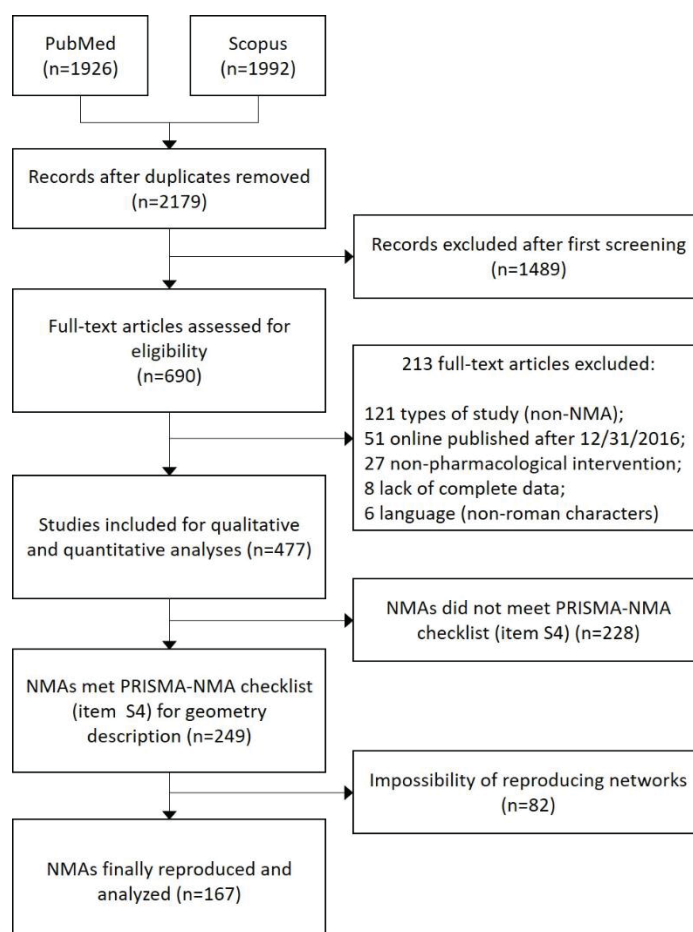 PubMed
(n=1926)
Scopus
(n=1992)
Records after duplicates removed
(n=2179)
Records excluded after first screening
(n=1489)
Full-text articles assessed for
eligibility
(n=690)
213 full-text articles excluded:
121 types of study (non-NMA);
51 online published after 12/31/2016;
27 non-pharmacological intervention;
8 lack of complete data;
6 language (non-roman characters)
Studies included for qualitative
and quantitative analyses (n=477)
NMAs did not meet PRISMA-NMA
checklist (item S4) (n=228)
NMAs met PRISMA-NMA checklist
(item S4) for geometry
description (n=249)
Impossibility of reproducing networks
(n=82)
NMAs finally reproduced and
analyzed (n=167)